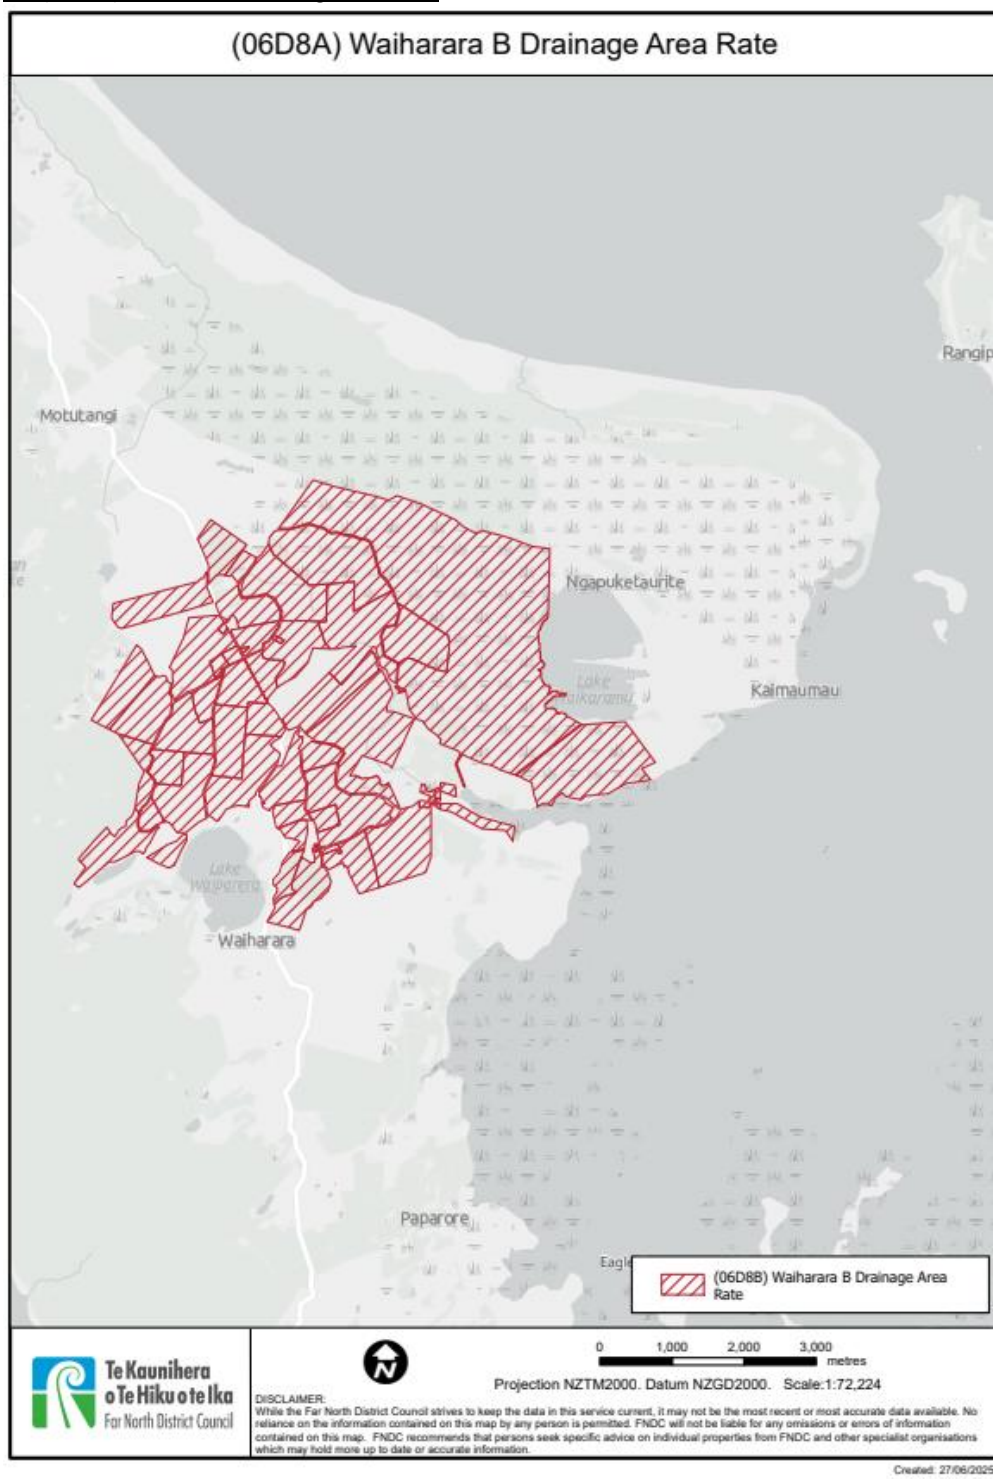 (06D8A) Waiharara B Drainage Area Rate
Rangip
Motutangi
Ngapuketaurite
Lake
Waikaramu
Kaimaumau
Lake
Waiparera
Waiharara
Paparore
Eagle
(06D8B) Waiharara B Drainage Area
Rate
Te Kaunihera
o Te Hiku o te Ika
Far North District Council
N
0 1,000 2,000 3,000
metres
Projection NZTM2000. Datum NZGD2000. Scale:1:72,224
DISCLAIMER:
While the Far North District Council strives to keep the data in this service current, it may not be the most recent or most accurate data available. No
reliance on the information contained on this map by any person is permitted. FNDC will not be liable for any omissions or errors of information
contained on this map. FNDC recommends that persons seek specific advice on individual properties from FNDC and other specialist organisations
which may hold more up to date or accurate information.
Created: 27/06/2025